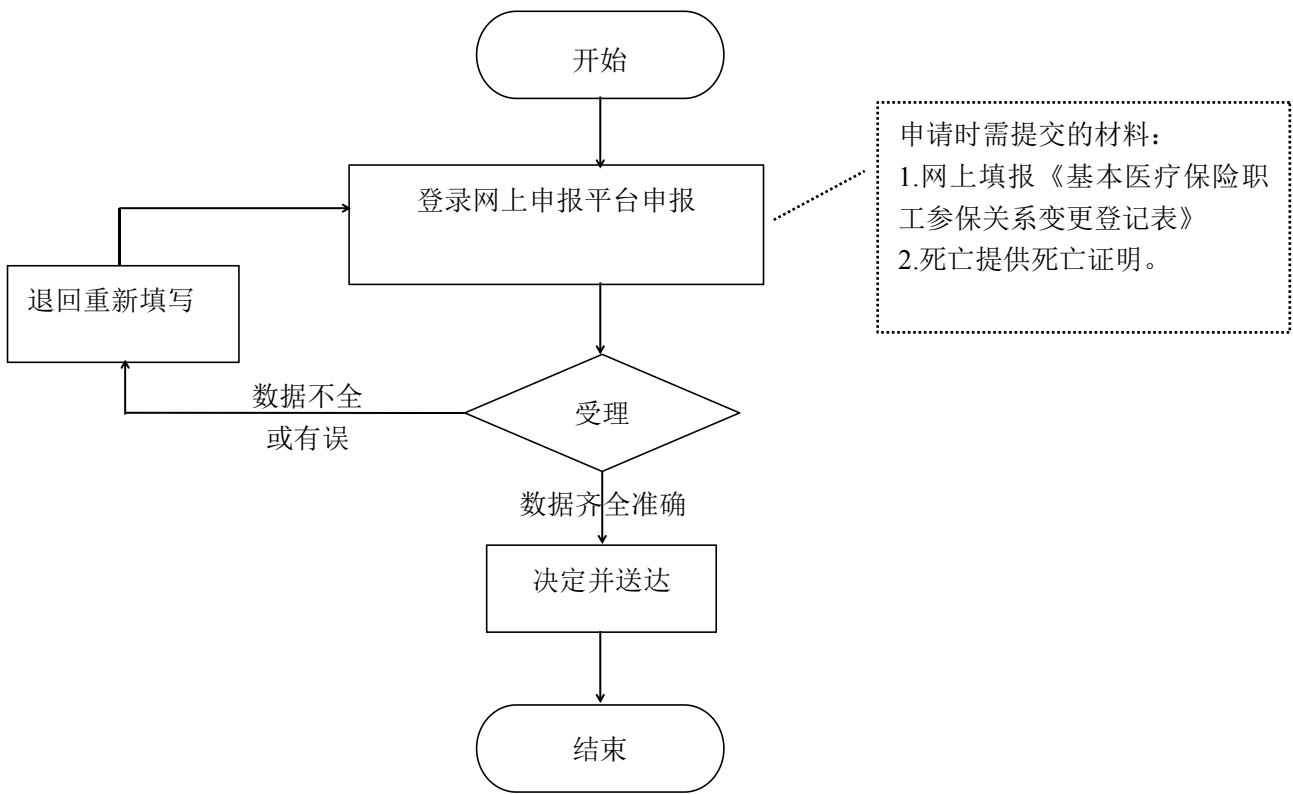 开始
申请时需提交的材料：
1.网上填报《基本医疗保险职
工参保关系变更登记表》
2.死亡提供死亡证明。
登录网上申报平台申报
退回重新填写
数据不全
或有误
受理
数据齐全准确
决定并送达
结束